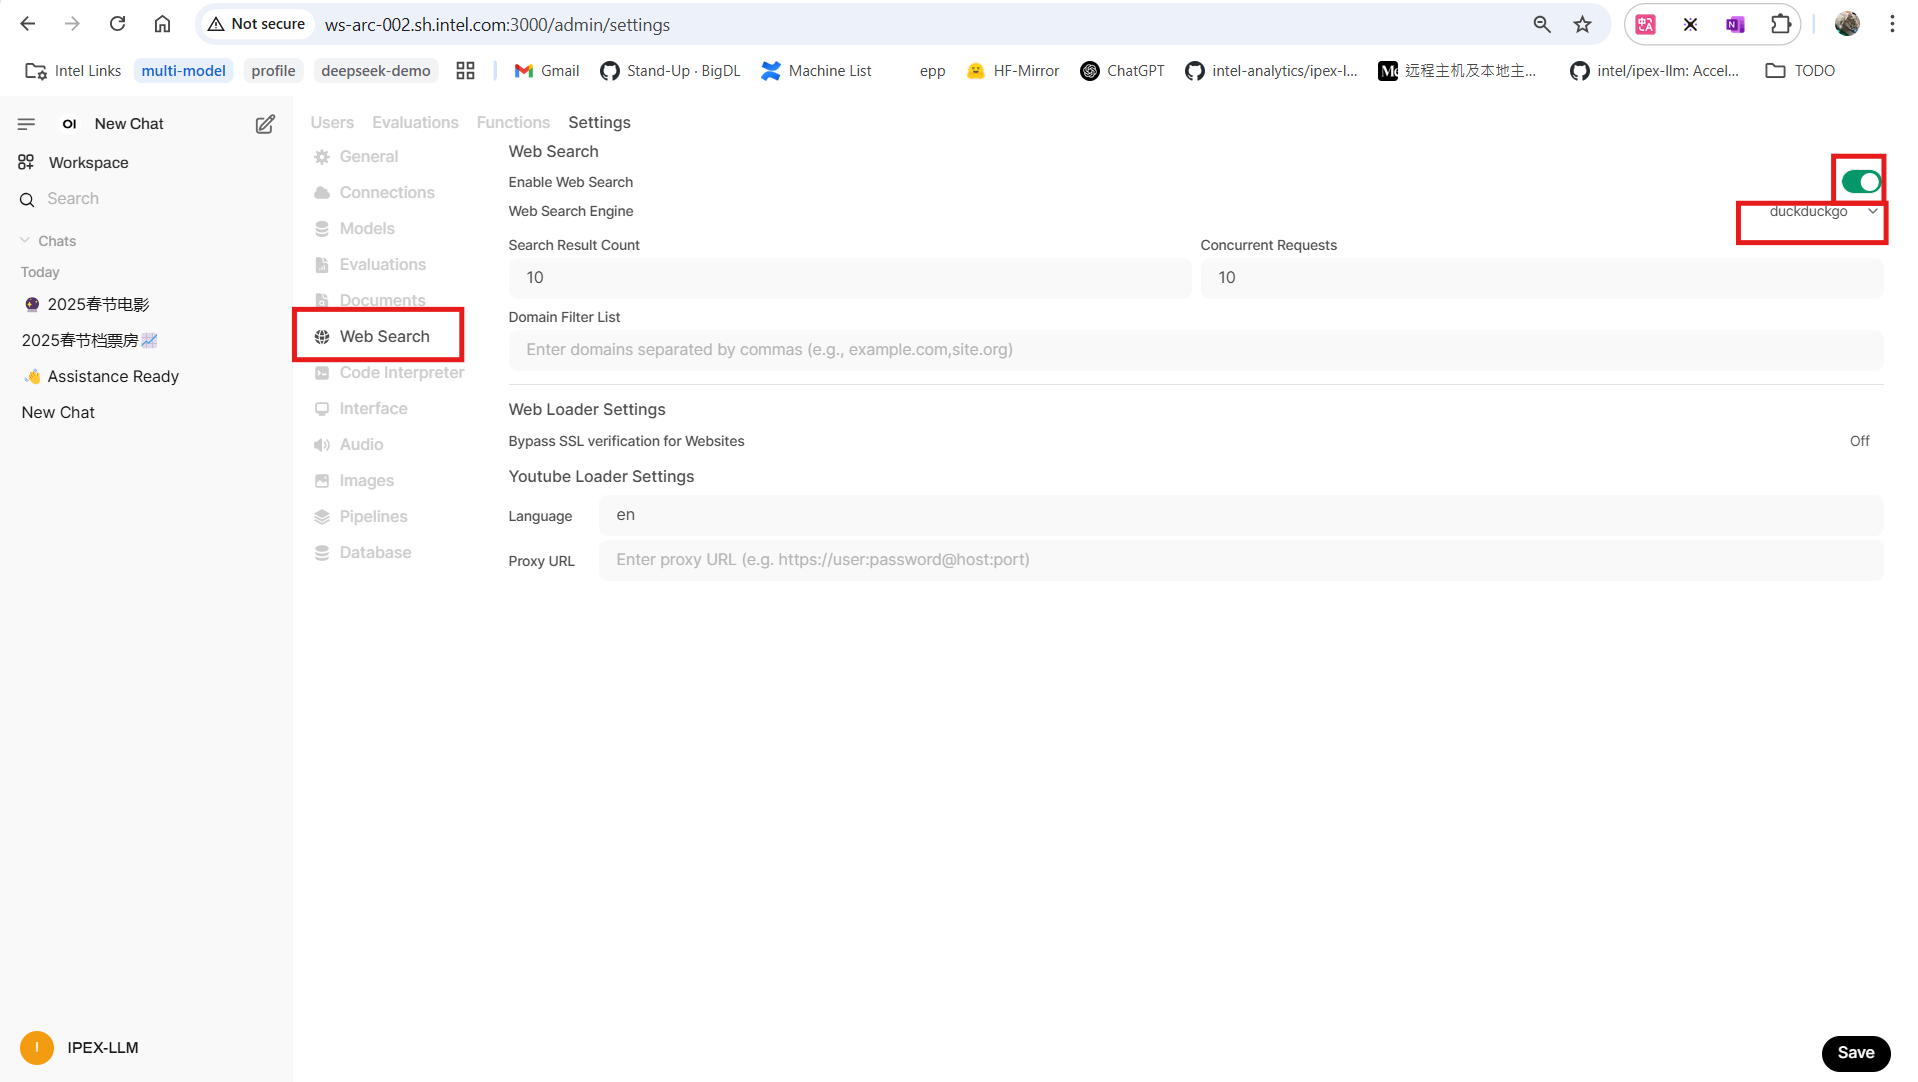 Not secure
ws-arc-002.sh.intel.com:3000/admin/settings
Intel Links
multi-model
profile
deepseek-demo
Gmail
Stand-Up · BigDL
Machine List
epp
HF-Mirror
ChatGPT
intel-analytics/ipex-l...
远程主机及本地主...
intel/ipex-llm: Accel...
TODO
OI
New Chat
Workspace
Search
Chats
Today
2025春节电影
2025春节档票房
Assistance Ready
New Chat
I
IPEX-LLM
Users
Evaluations
Functions
Settings
General
Connections
Models
Evaluations
Documents
Web Search
Code Interpreter
Interface
Audio
Images
Pipelines
Database
Web Search
Enable Web Search
Web Search Engine
duckduckgo
Search Result Count
10
Concurrent Requests
10
Domain Filter List
Enter domains separated by commas (e.g., example.com,site.org)
Web Loader Settings
Bypass SSL verification for Websites
Off
Youtube Loader Settings
Language
en
Proxy URL
Enter proxy URL (e.g. https://user:password@host:port)
Save